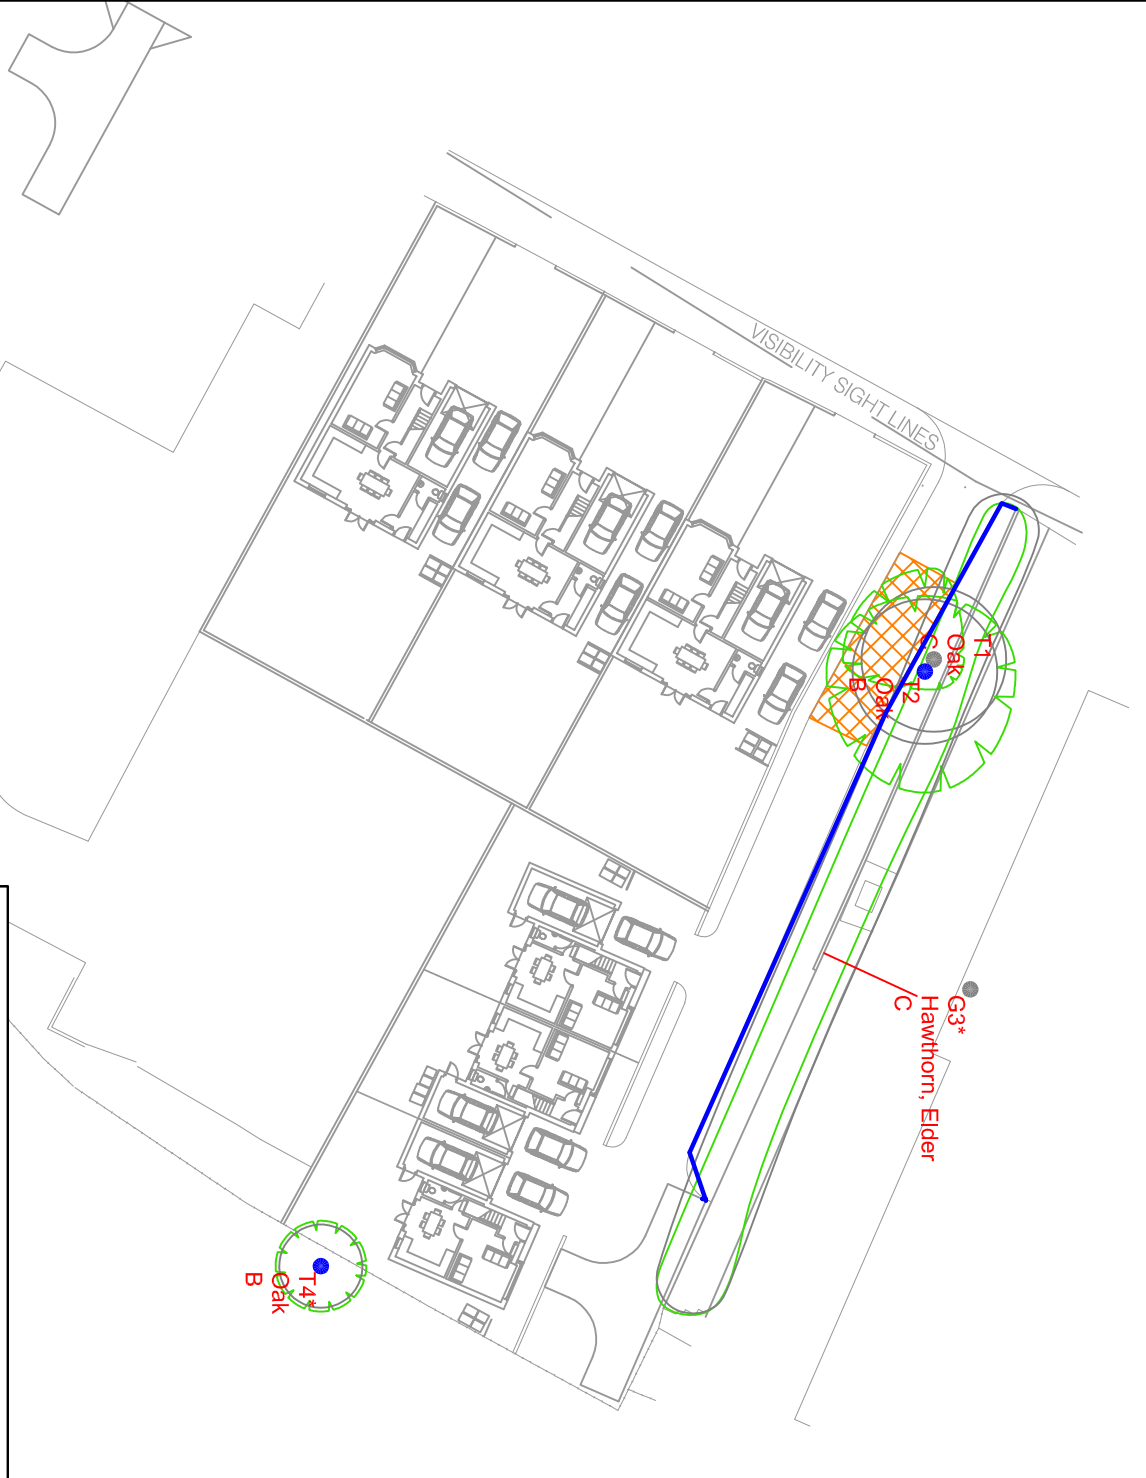 VISIBILITY SIGHT LINES
T1
Oak
C
T2
Oak
B
G3*
Hawthorn, Elder
C
T4*
Oak
B